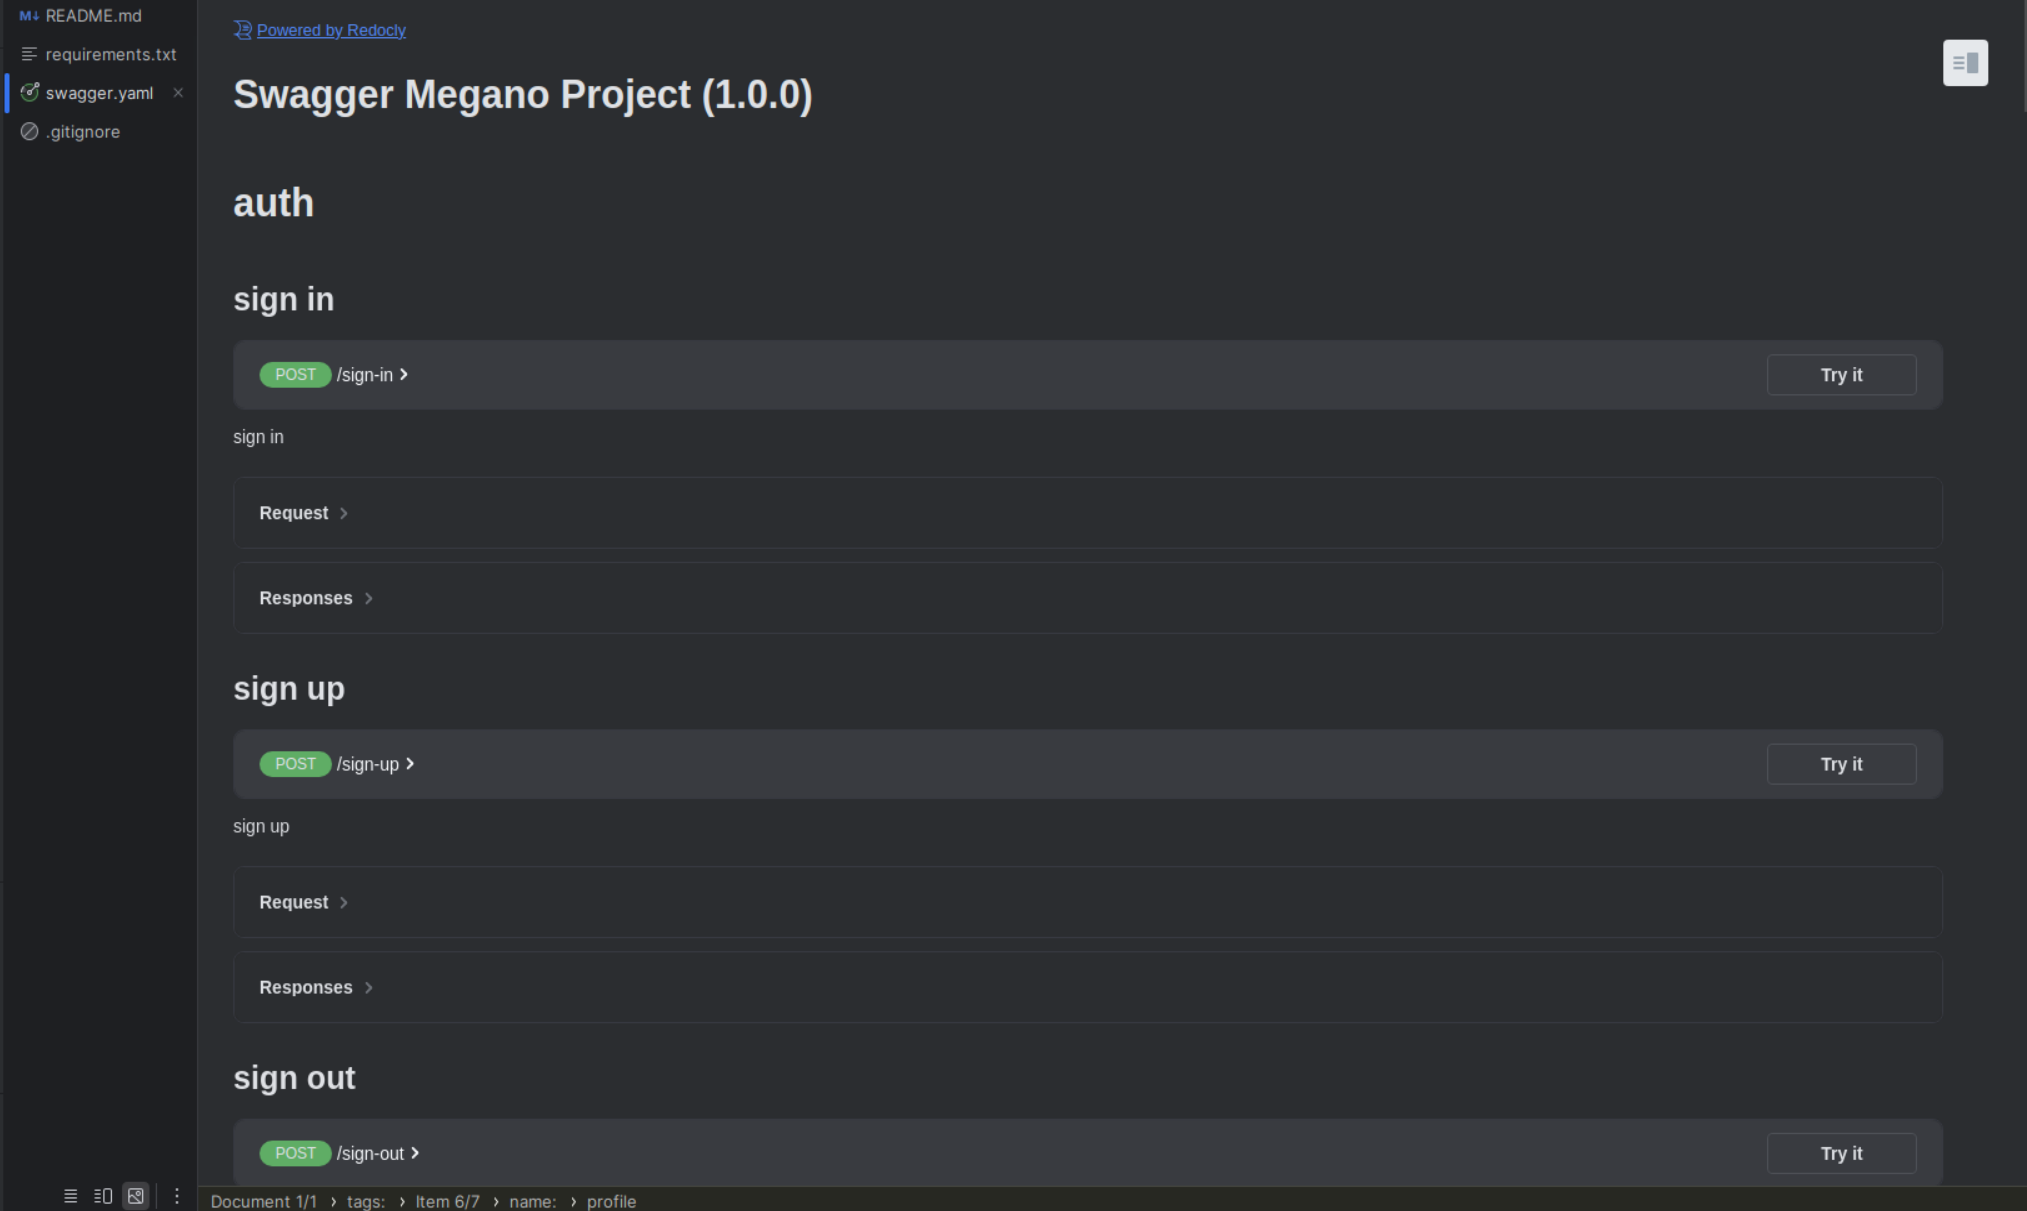 README.md
requirements.txt
swagger.yaml
.gitignore
Powered by Redocly
Swagger Megano Project (1.0.0)
auth
sign in
POST /sign-in
Try it
sign in
Request
Responses
sign up
POST /sign-up
Try it
sign up
Request
Responses
sign out
POST /sign-out
Try it
Document 1/1 › tags: › Item 6/7 › name: › profile